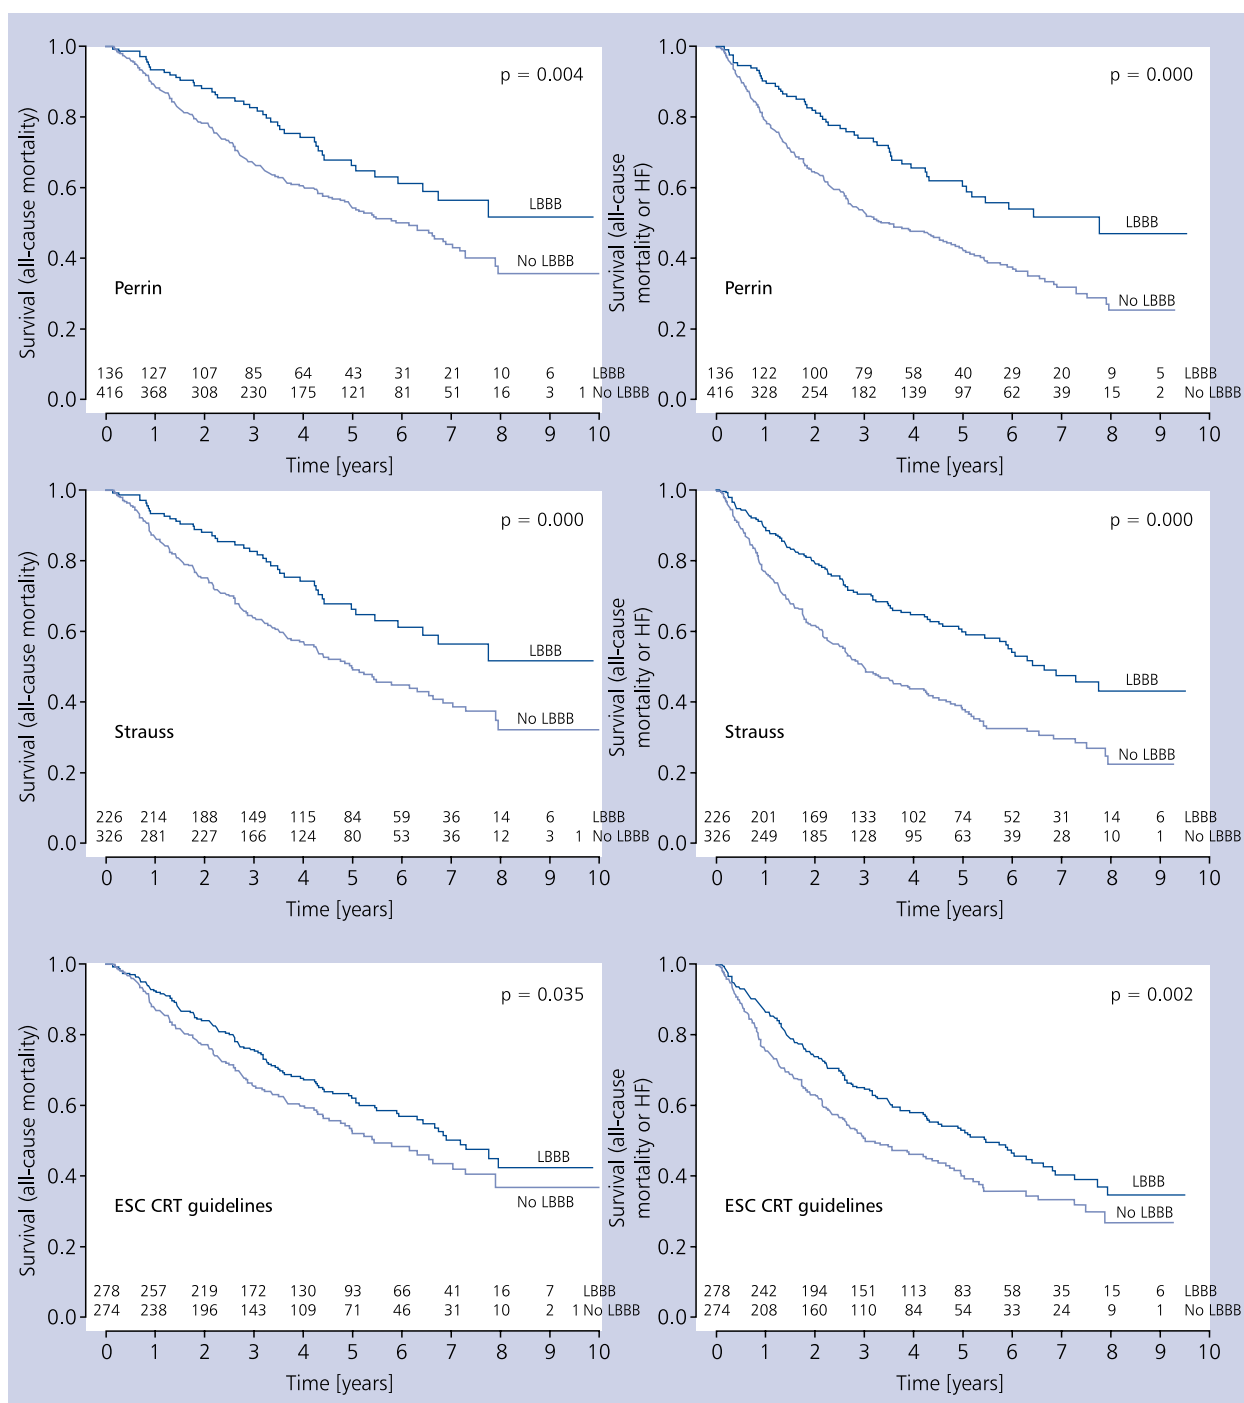 Survival (all-cause mortality)
1.0
0.8
0.6
0.4
0.2
0.0
p = 0.004
LBBB
No LBBB
Perrin
136 127 107 85 64 43 31 21 10 6 LBBB
416 368 308 230 175 121 81 51 16 3 1 No LBBB
0 1 2 3 4 5 6 7 8 9 10
Time [years]
Survival (all-cause
mortality or HF)
1.0
0.8
0.6
0.4
0.2
0.0
p = 0.000
LBBB
No LBBB
Perrin
136 122 100 79 58 40 29 20 9 5 LBBB
416 328 254 182 139 97 62 39 15 2 No LBBB
0 1 2 3 4 5 6 7 8 9 10
Time [years]
Survival (all-cause mortality)
1.0
0.8
0.6
0.4
0.2
0.0
p = 0.000
LBBB
No LBBB
Strauss
226 214 188 149 115 84 59 36 14 6 LBBB
326 281 227 166 124 80 53 36 12 3 1 No LBBB
0 1 2 3 4 5 6 7 8 9 10
Time [years]
Survival (all-cause
mortality or HF)
1.0
0.8
0.6
0.4
0.2
0.0
p = 0.000
LBBB
No LBBB
Strauss
226 201 169 133 102 74 52 31 14 6 LBBB
326 249 185 128 95 63 39 28 10 1 No LBBB
0 1 2 3 4 5 6 7 8 9 10
Time [years]
Survival (all-cause mortality)
1.0
0.8
0.6
0.4
0.2
0.0
p = 0.035
LBBB
No LBBB
ESC CRT guidelines
278 257 219 172 130 93 66 41 16 7 LBBB
274 238 196 143 109 71 46 31 10 2 1 No LBBB
0 1 2 3 4 5 6 7 8 9 10
Time [years]
Survival (all-cause
mortality or HF)
1.0
0.8
0.6
0.4
0.2
0.0
p = 0.002
LBBB
No LBBB
ESC CRT guidelines
278 242 194 151 113 83 58 35 15 6 LBBB
274 208 160 110 84 54 33 24 9 1 No LBBB
0 1 2 3 4 5 6 7 8 9 10
Time [years]